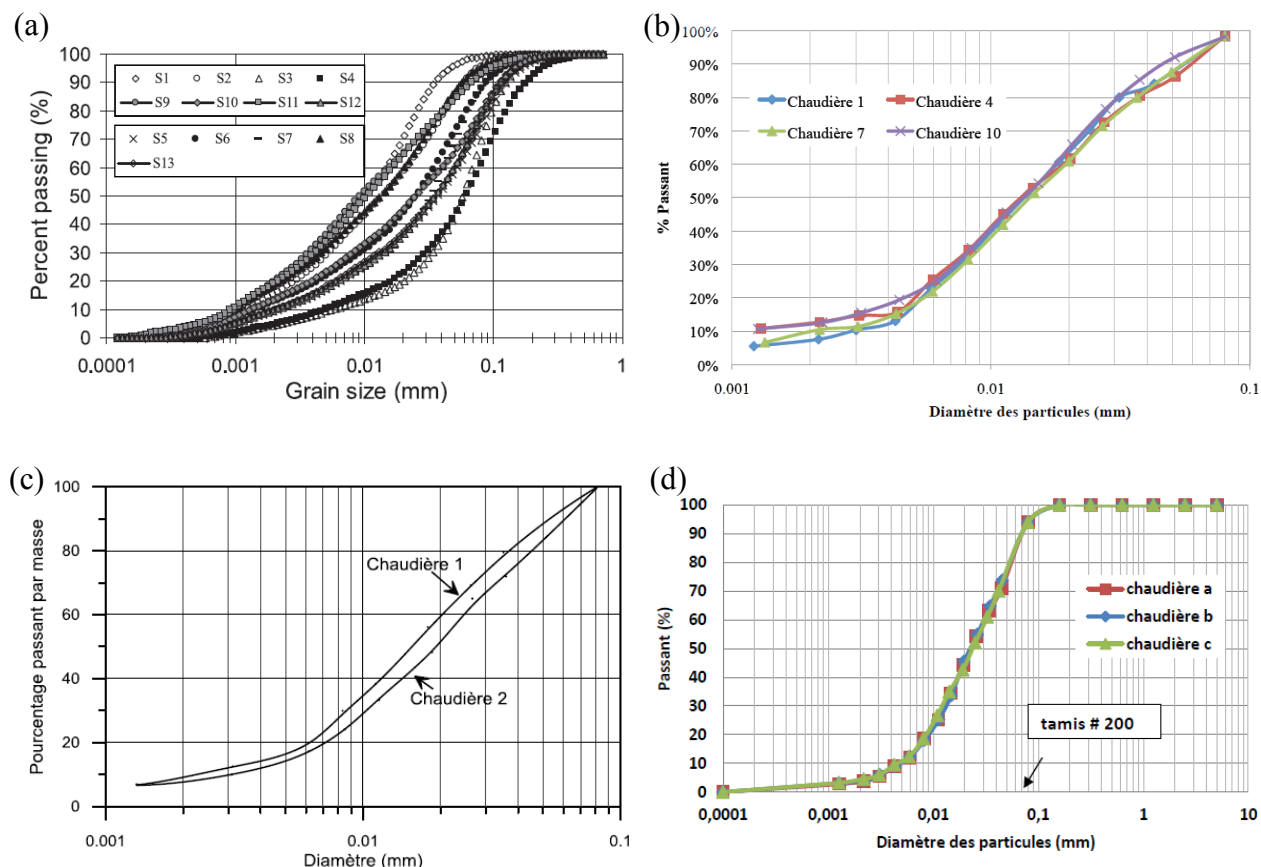 (a)
Percent passing (%)
100
90
80
70
60
50
40
30
20
10
0
S1 S2 S3 S4
S9 S10 S11 S12
S5 S6 S7 S8
S13
0.0001 0.001 0.01 0.1 1
Grain size (mm)
(b)
% Passant
100%
90%
80%
70%
60%
50%
40%
30%
20%
10%
0%
Chaudière 1 Chaudière 4
Chaudière 7 Chaudière 10
0.001 0.01 0.1
Diamètre des particules (mm)
(c)
Pourcentage passant par masse
100
80
60
40
20
0
Chaudière 1
Chaudière 2
0.001 0.01 0.1
Diamètre (mm)
(d)
Passant (%)
100
90
80
70
60
50
40
30
20
10
0
chaudière a
chaudière b
chaudière c
tamis # 200
0,0001 0,001 0,01 0,1 1 10
Diamètre des particules (mm)